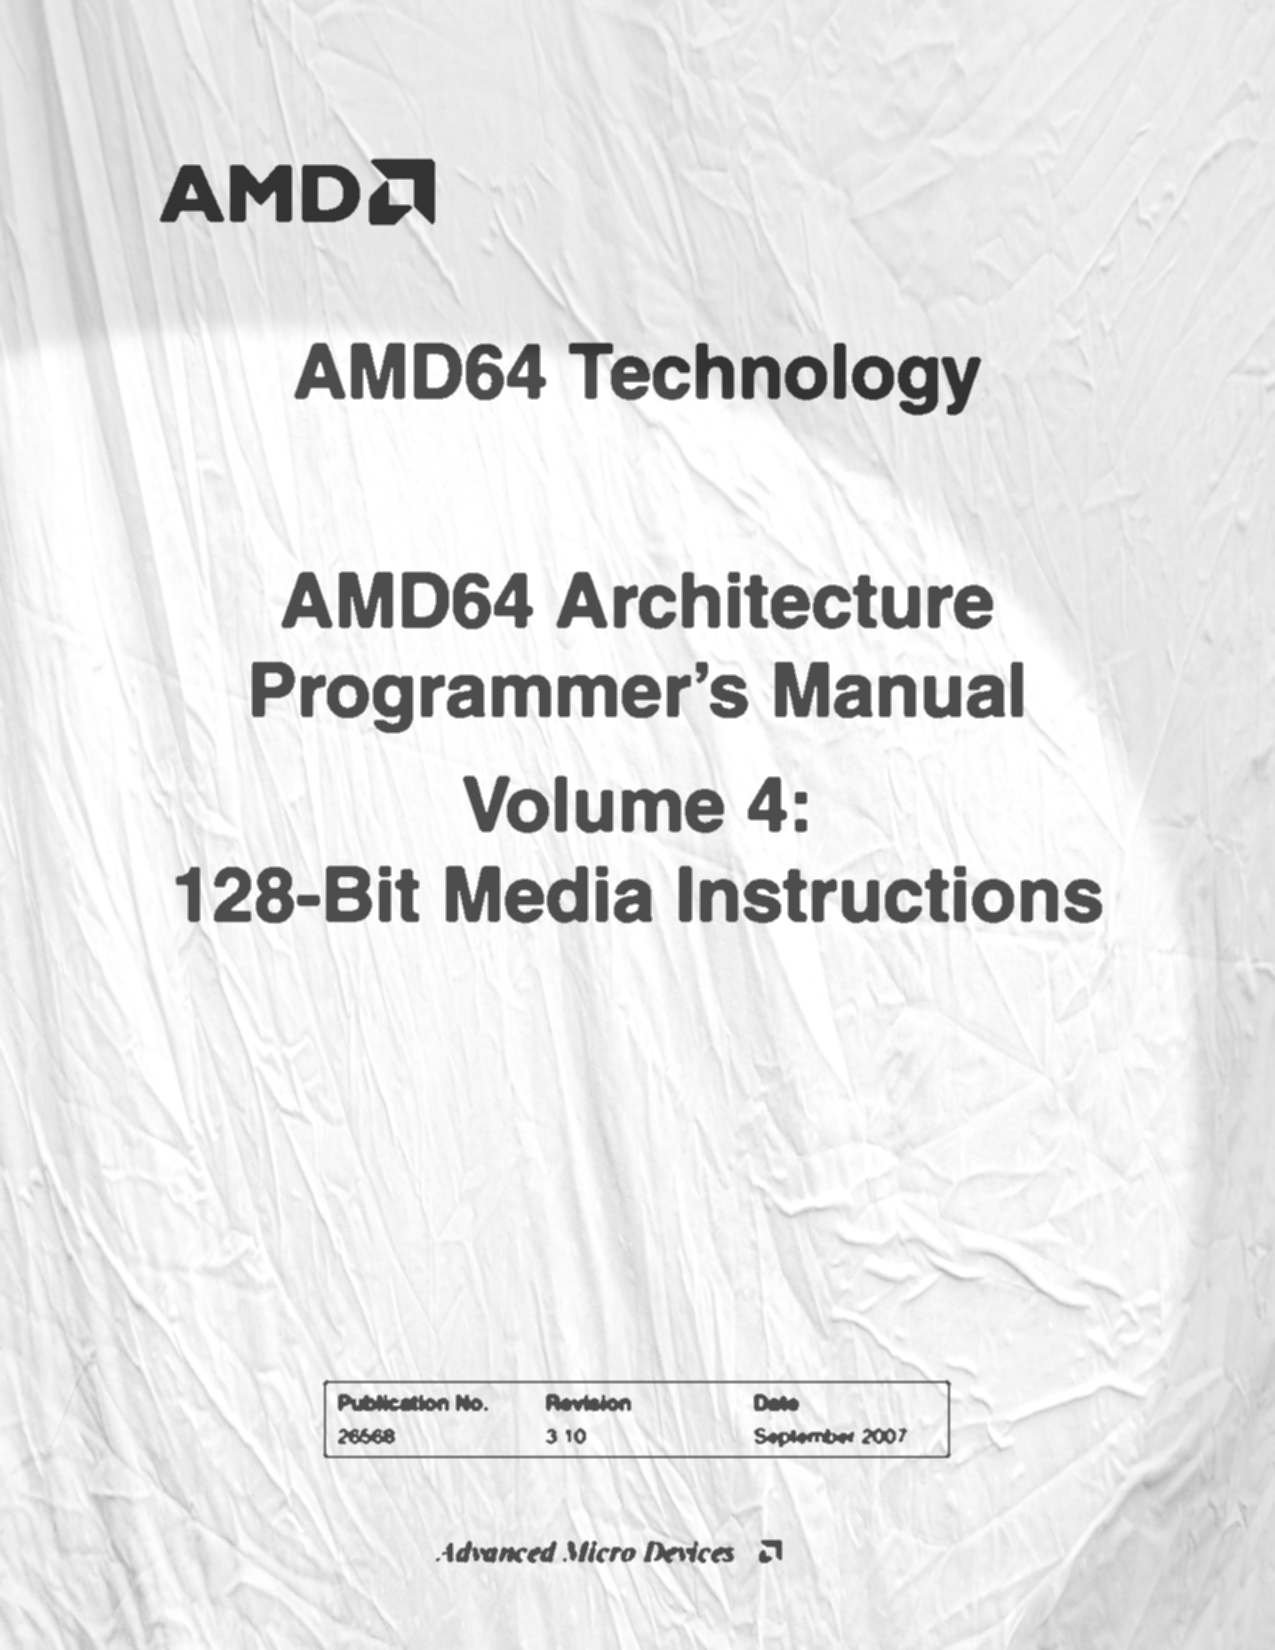 AMD
AMD64 Technology
AMD64 Architecture
Programmer's Manual
Volume 4:
128-Bit Media Instructions
Publication No. Revision Date
26568 3 10 September 2007
Advanced Micro Devices